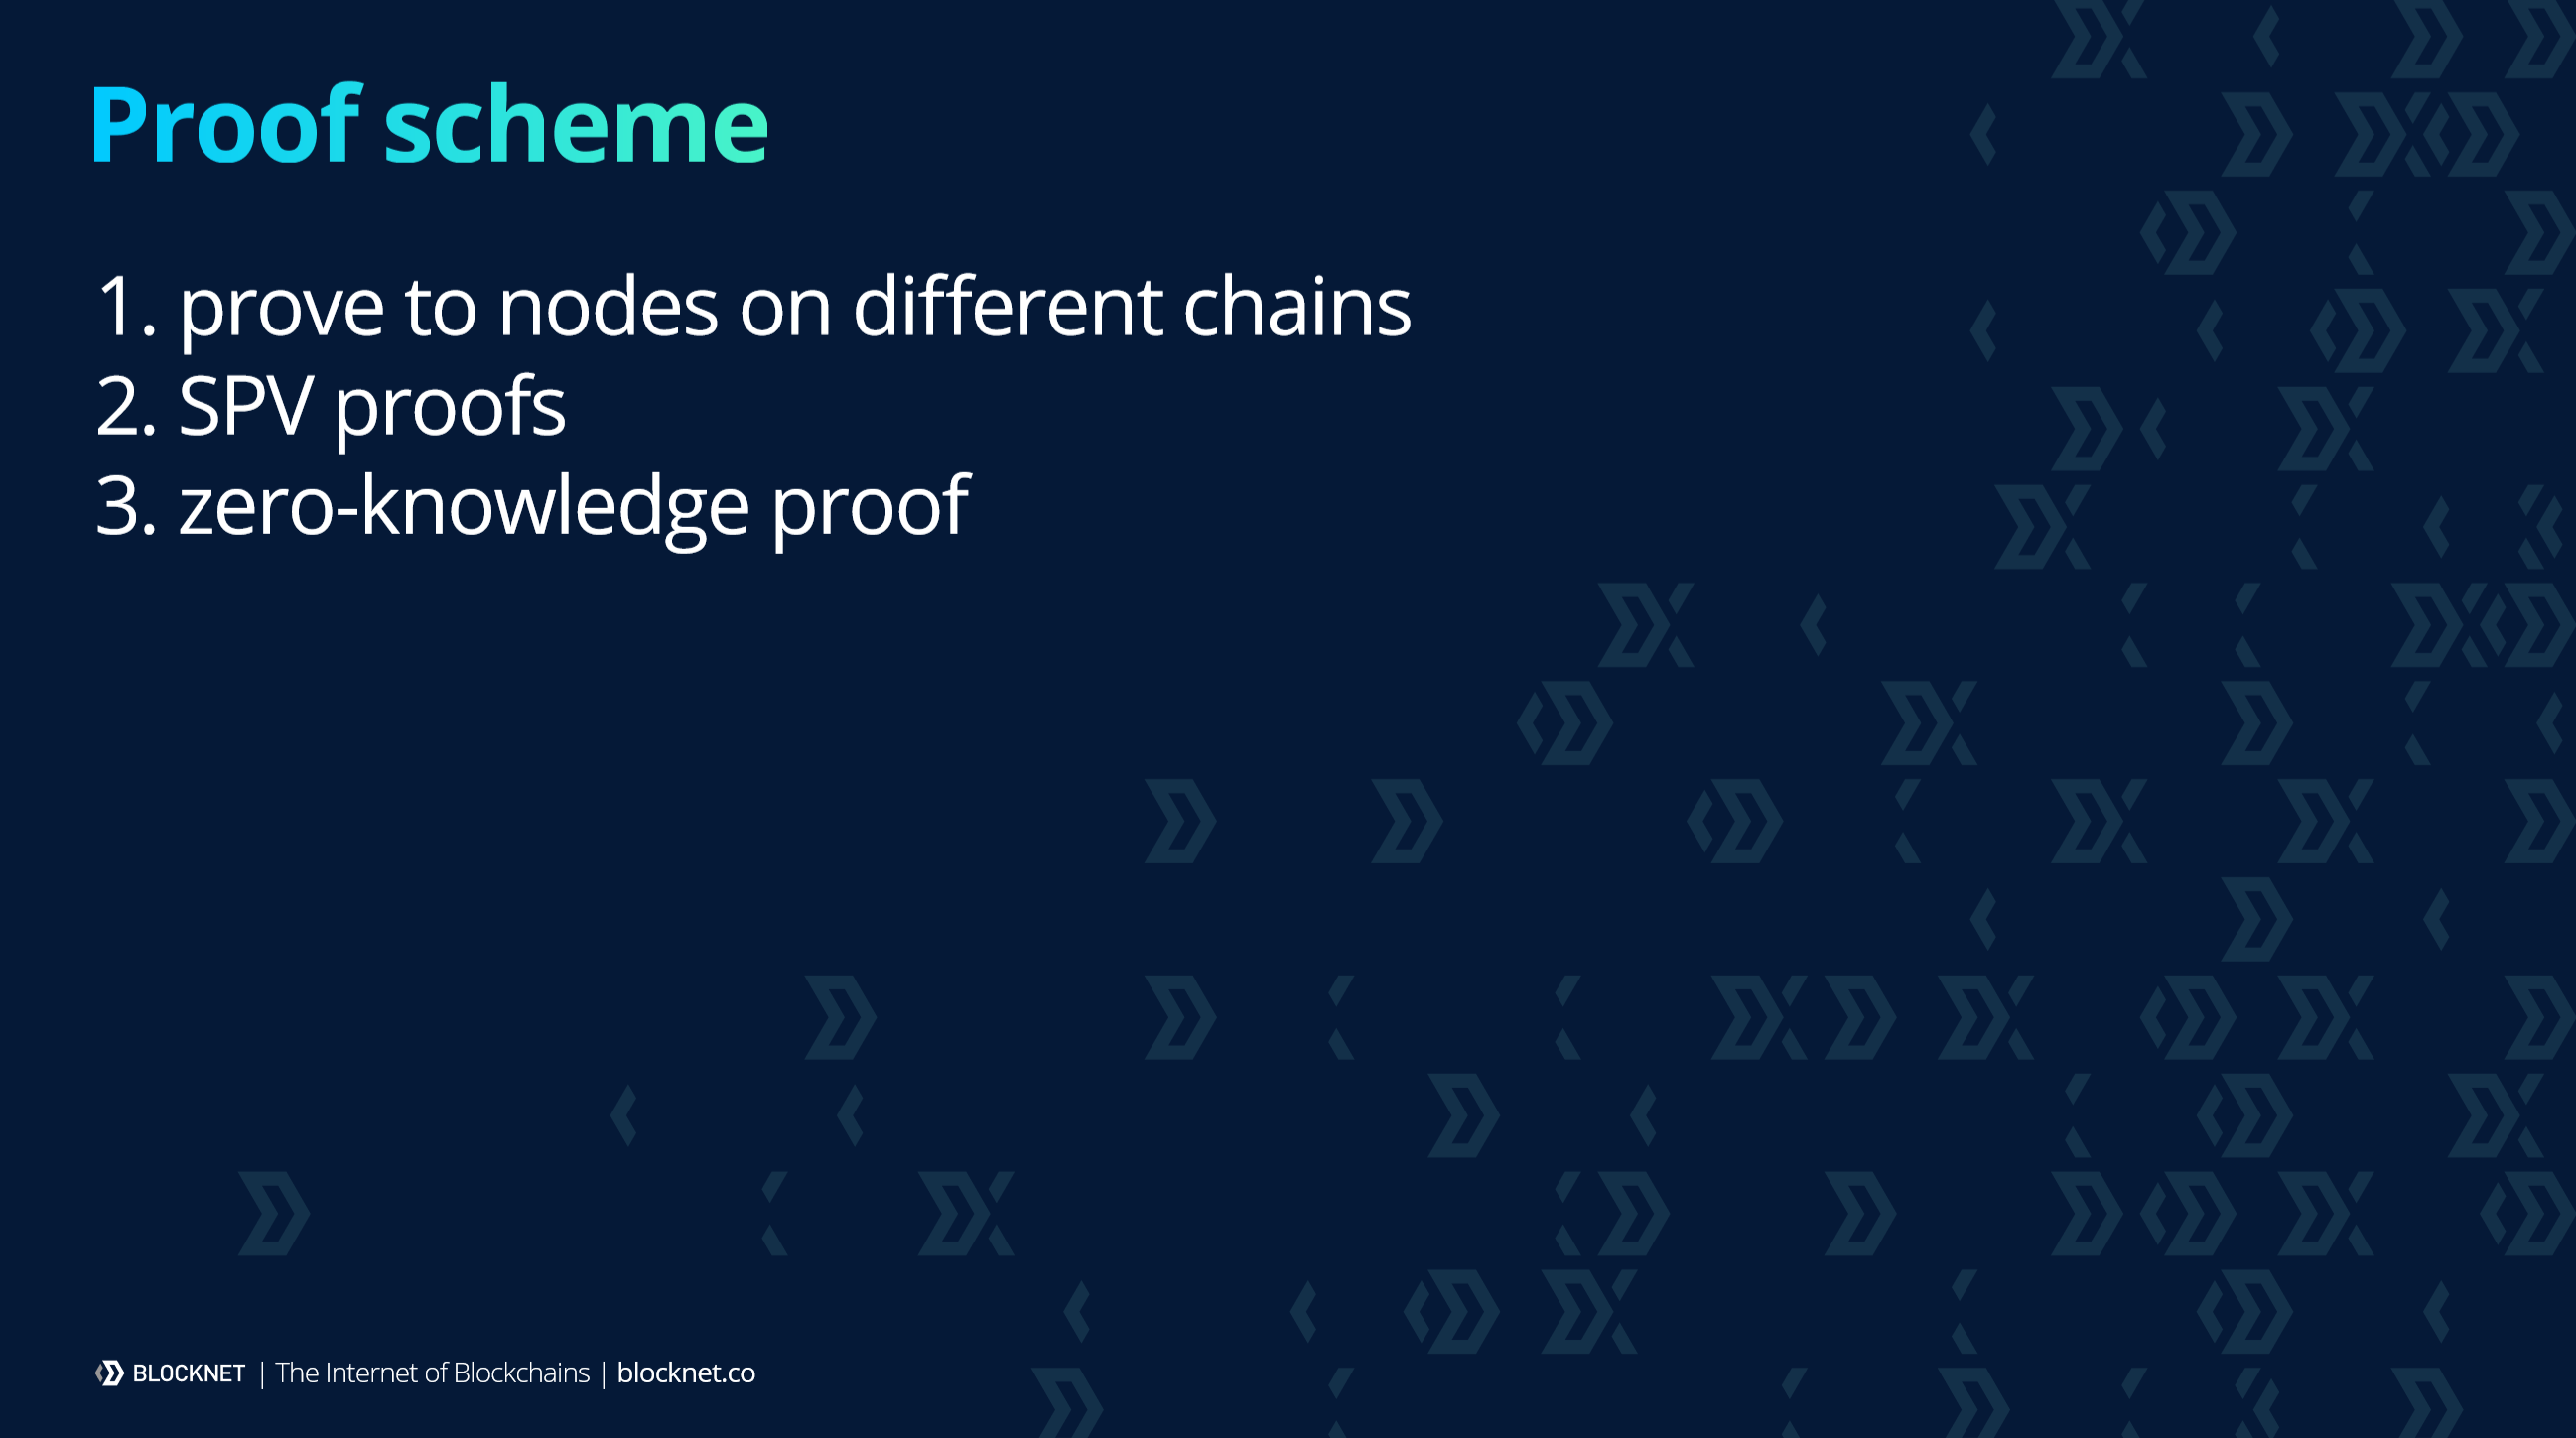 Proof scheme
1. prove to nodes on different chains
2. SPV proofs
3. zero-knowledge proof
BLOCKNET | The Internet of Blockchains | blocknet.co